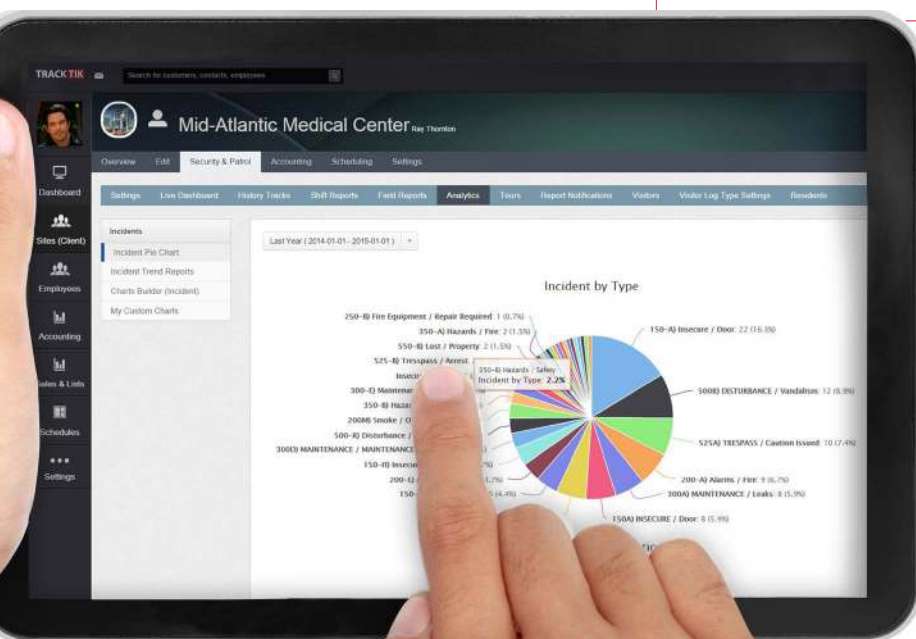 TRACKTIK
Search for customers, contacts, employees
Mid-Atlantic Medical Center Ray Thornton
Overview Edit Security & Patrol Accounting Scheduling Settings
Settings Live Dashboard History Tracks Shift Reports Field Reports Analytics Tours Report Notifications Visitors Visitor Log Type Settings Residents
Dashboard
Sites (Client)
Employees
Accounting
Sales & Lists
Schedules
Settings
Incidents
Incident Pie Chart
Incident Trend Reports
Charts Builder (Incident)
My Custom Charts
Last Year ( 2014-01-01 - 2015-01-01 )
Incident by Type
250-B) Fire Equipment / Repair Required: 1 (0.7%)
350-A) Hazards / Fire: 2 (1.5%)
550-B) Lost / Property: 2 (1.5%)
525-B) Tresspass / Arrest:
350-B) Hazards / Safety
Incident by Type: 2.2%
300-C)
350-B)
200M) Smoke /
500-B) Disturbance /
300D) MAINTENANCE / MAINTENANCE
150-H)
(4.4%)
150-A) Insecure / Door: 22 (16.3%)
500B) DISTURBANCE / Vandalism: 12 (8.9%)
525A) TRESPASS / Caution Issued: 10 (7.4%)
200-A) Alarms / Fire: 9 (6.7%)
300A) MAINTENANCE / Leaks: 8 (5.9%)
150A) INSECURE / Door: 8 (5.9%)